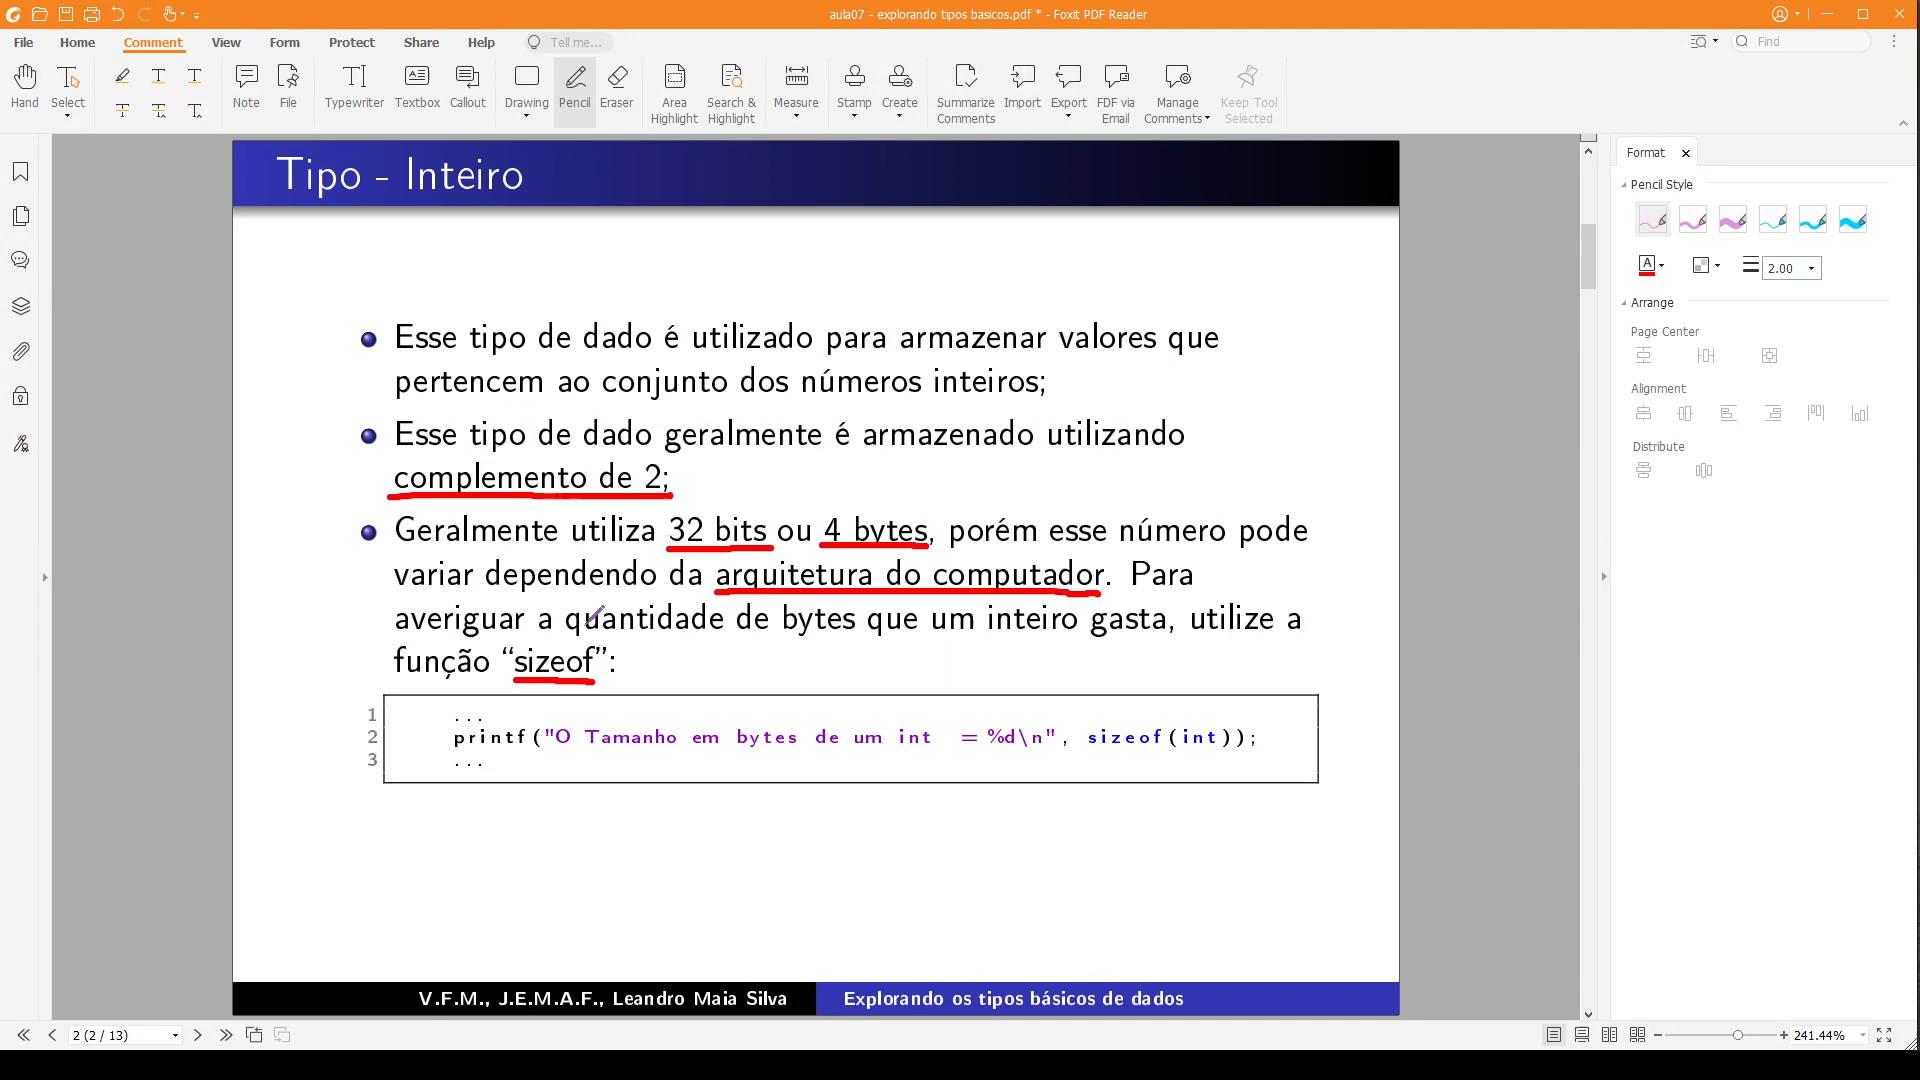 aula07 - explorando tipos basicos.pdf * - Foxit PDF Reader
File Home Comment View Form Protect Share Help Tell me... Find
Hand Select Note File Typewriter Textbox Callout Drawing Pencil Eraser Area Highlight Search & Highlight Measure Stamp Create Summarize Comments Import Export FDF via Email Manage Comments Keep Tool Selected
Format
Pencil Style
2.00
Arrange
Page Center
Alignment
Distribute
Tipo - Inteiro
Esse tipo de dado é utilizado para armazenar valores que
pertencem ao conjunto dos números inteiros;
Esse tipo de dado geralmente é armazenado utilizando
complemento de 2;
Geralmente utiliza 32 bits ou 4 bytes, porém esse número pode
variar dependendo da arquitetura do computador. Para
averiguar a quantidade de bytes que um inteiro gasta, utilize a
função “sizeof”:
1 ...
2 printf("O Tamanho em bytes de um int =%d\n", sizeof(int));
3 ...
V.F.M., J.E.M.A.F., Leandro Maia Silva Explorando os tipos básicos de dados
2 (2 / 13) 241.44%